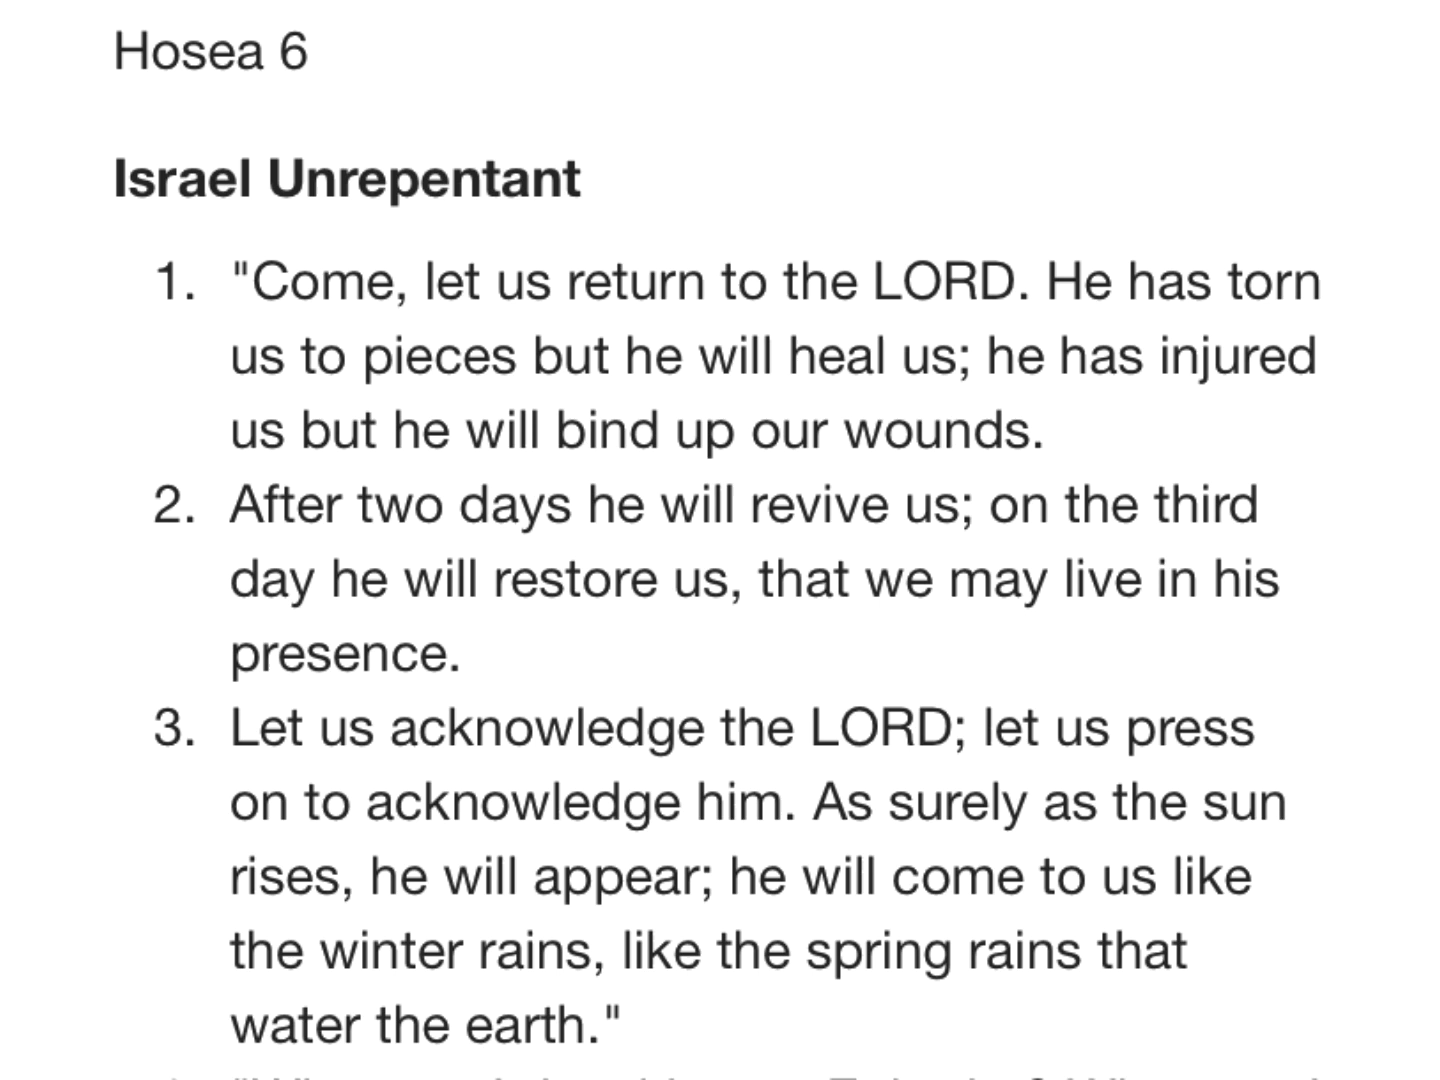 Hosea 6
Israel Unrepentant
1. "Come, let us return to the LORD. He has torn
us to pieces but he will heal us; he has injured
us but he will bind up our wounds.
2. After two days he will revive us; on the third
day he will restore us, that we may live in his
presence.
3. Let us acknowledge the LORD; let us press
on to acknowledge him. As surely as the sun
rises, he will appear; he will come to us like
the winter rains, like the spring rains that
water the earth."